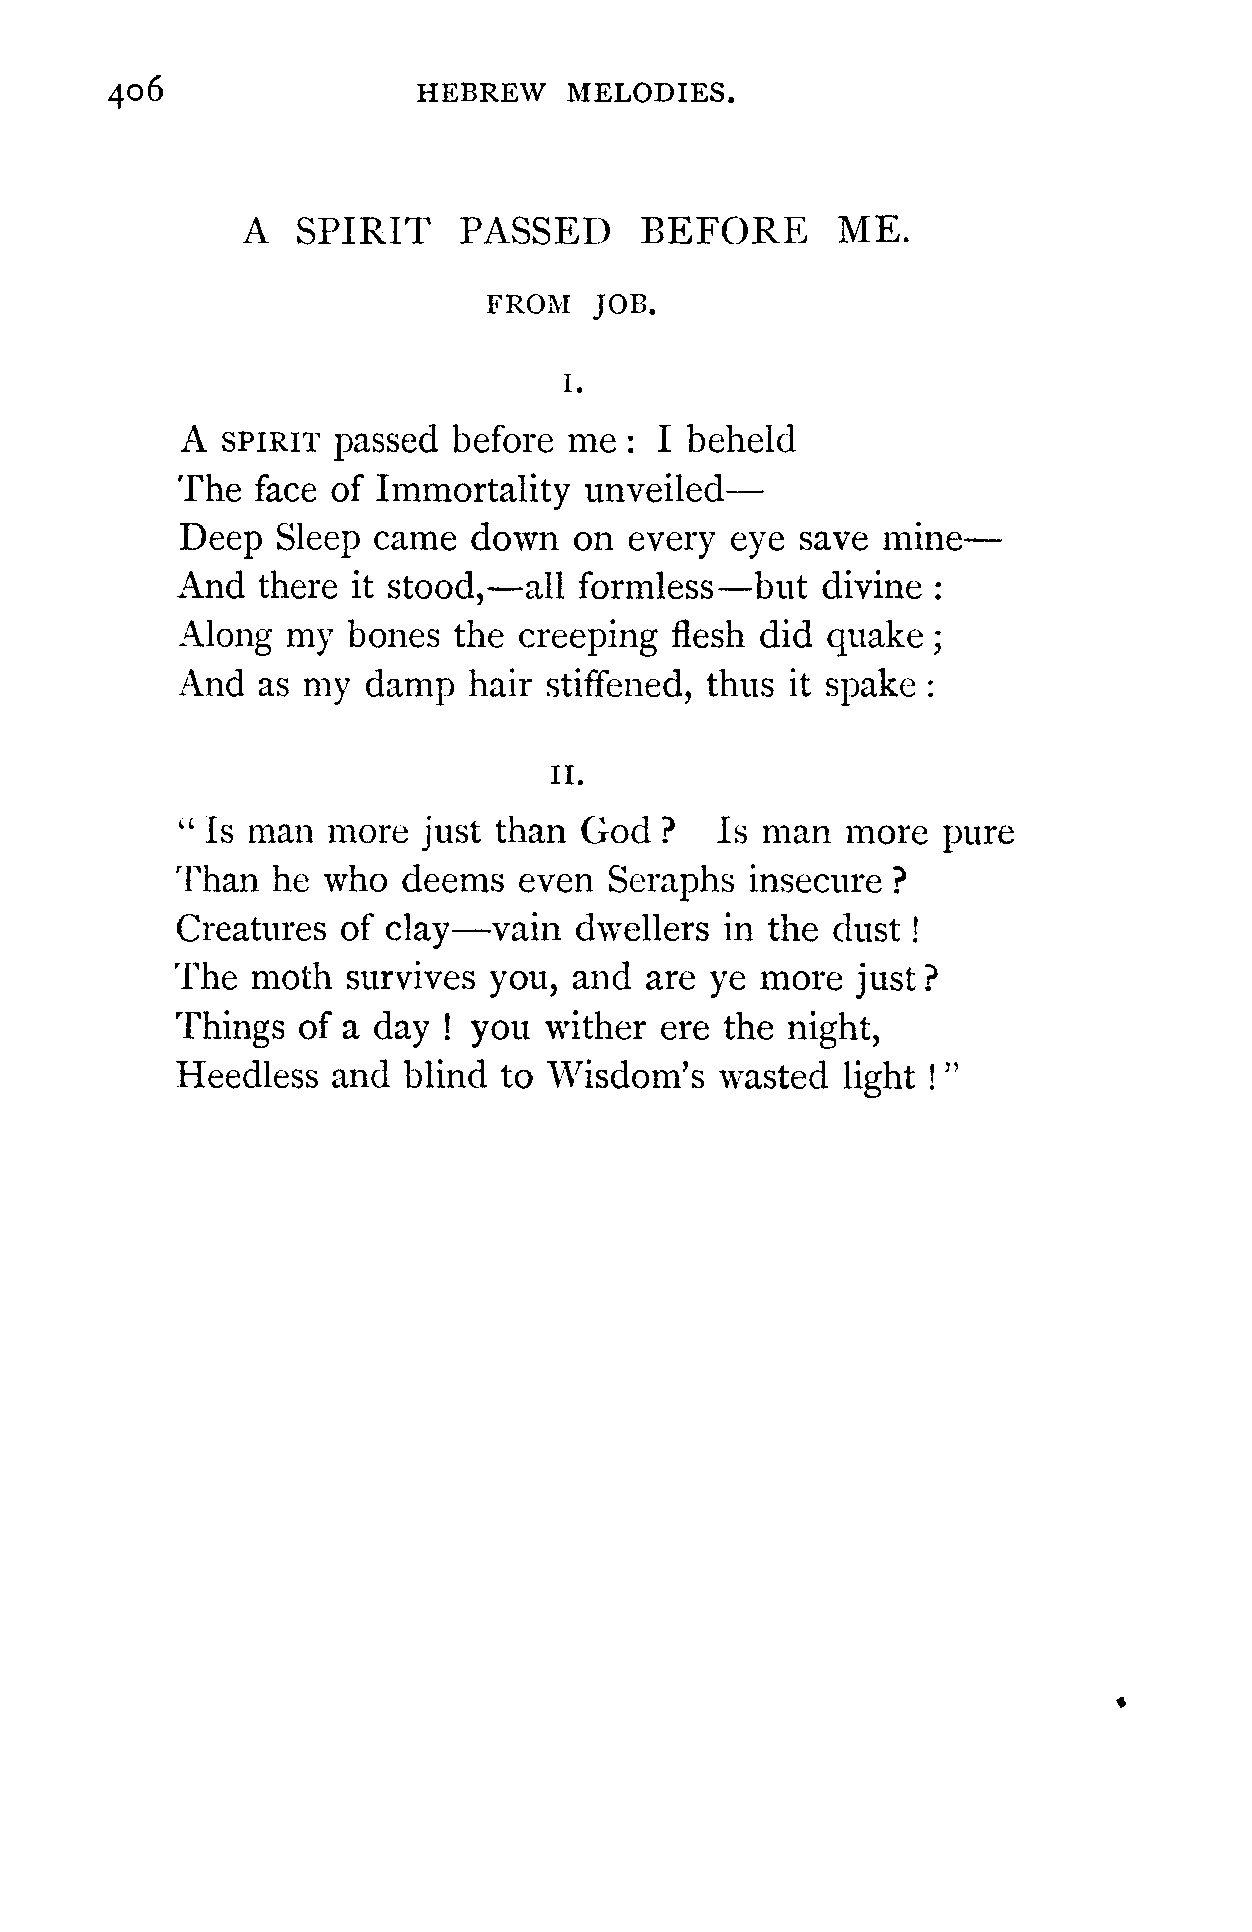 406 HEBREW MELODIES.
A SPIRIT PASSED BEFORE ME.
FROM JOB.
I.
A SPIRIT passed before me : I beheld
The face of Immortality unveiled—
Deep Sleep came down on every eye save mine—
And there it stood,—all formless—but divine :
Along my bones the creeping flesh did quake ;
And as my damp hair stiffened, thus it spake :
II.
“ Is man more just than God ? Is man more pure
Than he who deems even Seraphs insecure ?
Creatures of clay—vain dwellers in the dust !
The moth survives you, and are ye more just ?
Things of a day ! you wither ere the night,
Heedless and blind to Wisdom's wasted light ! ”